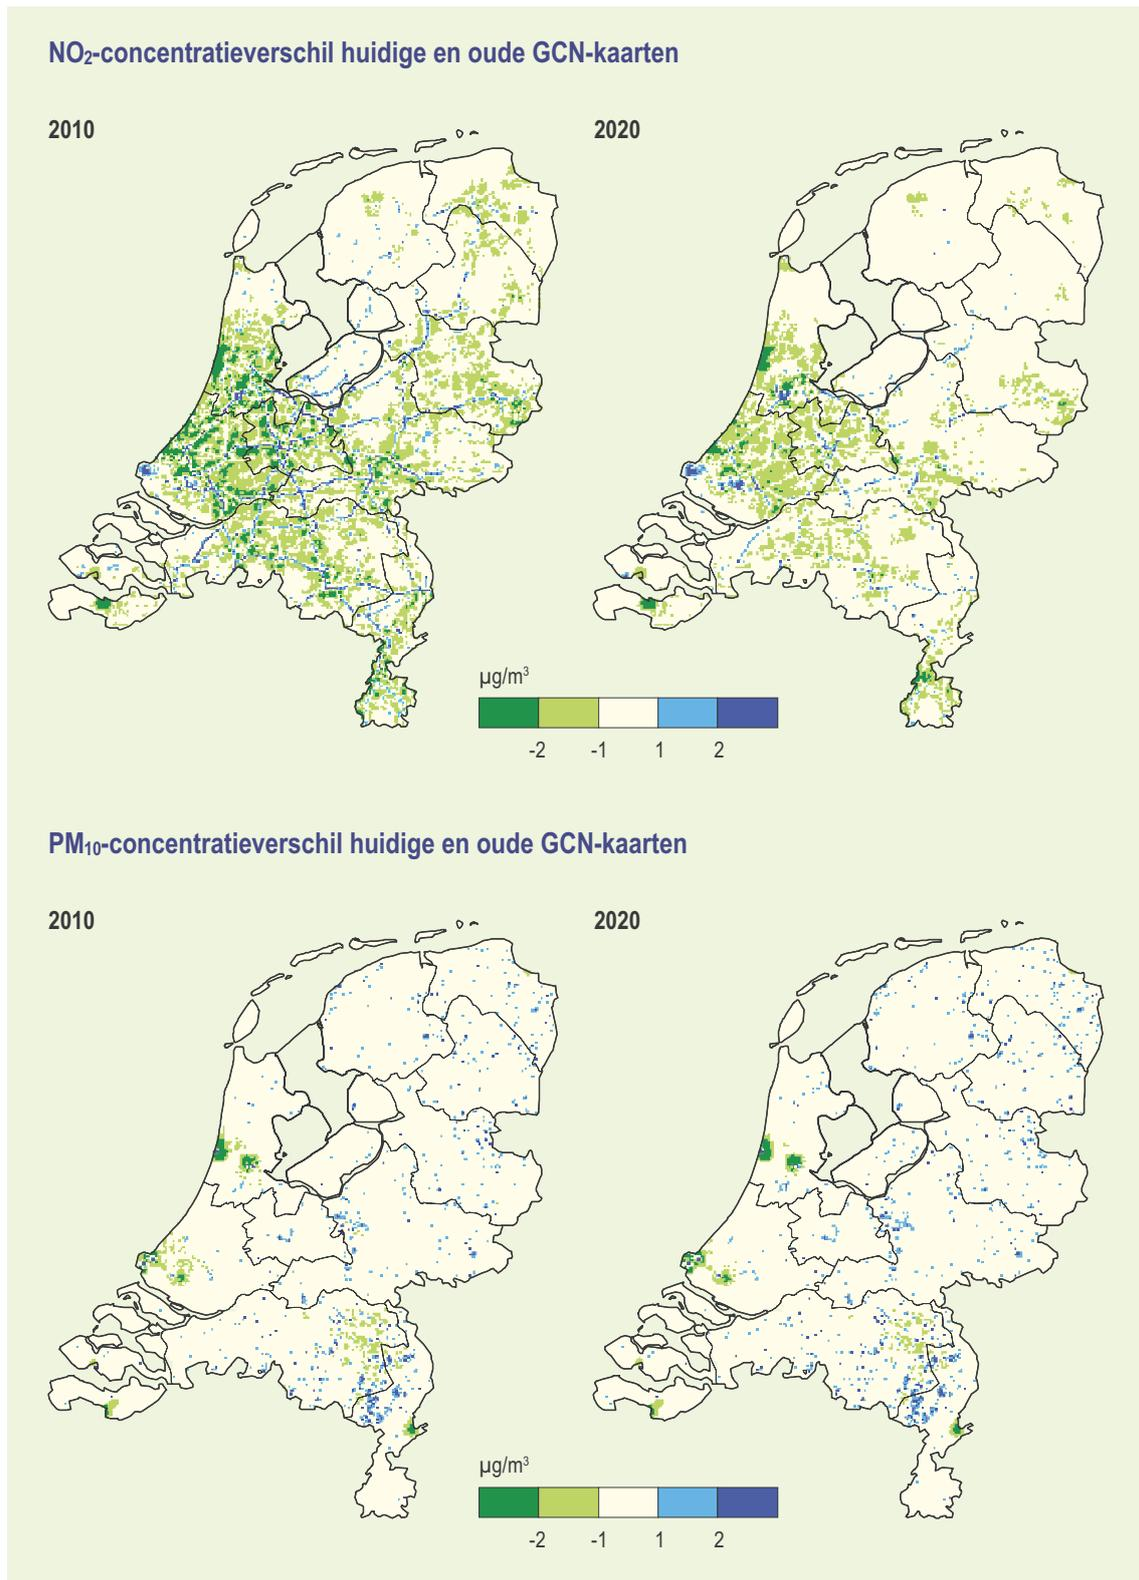 NO₂-concentratieverschil huidige en oude GCN-kaarten
2010
2020
µg/m³
-2 -1 1 2
PM₁₀-concentratieverschil huidige en oude GCN-kaarten
2010
2020
µg/m³
-2 -1 1 2